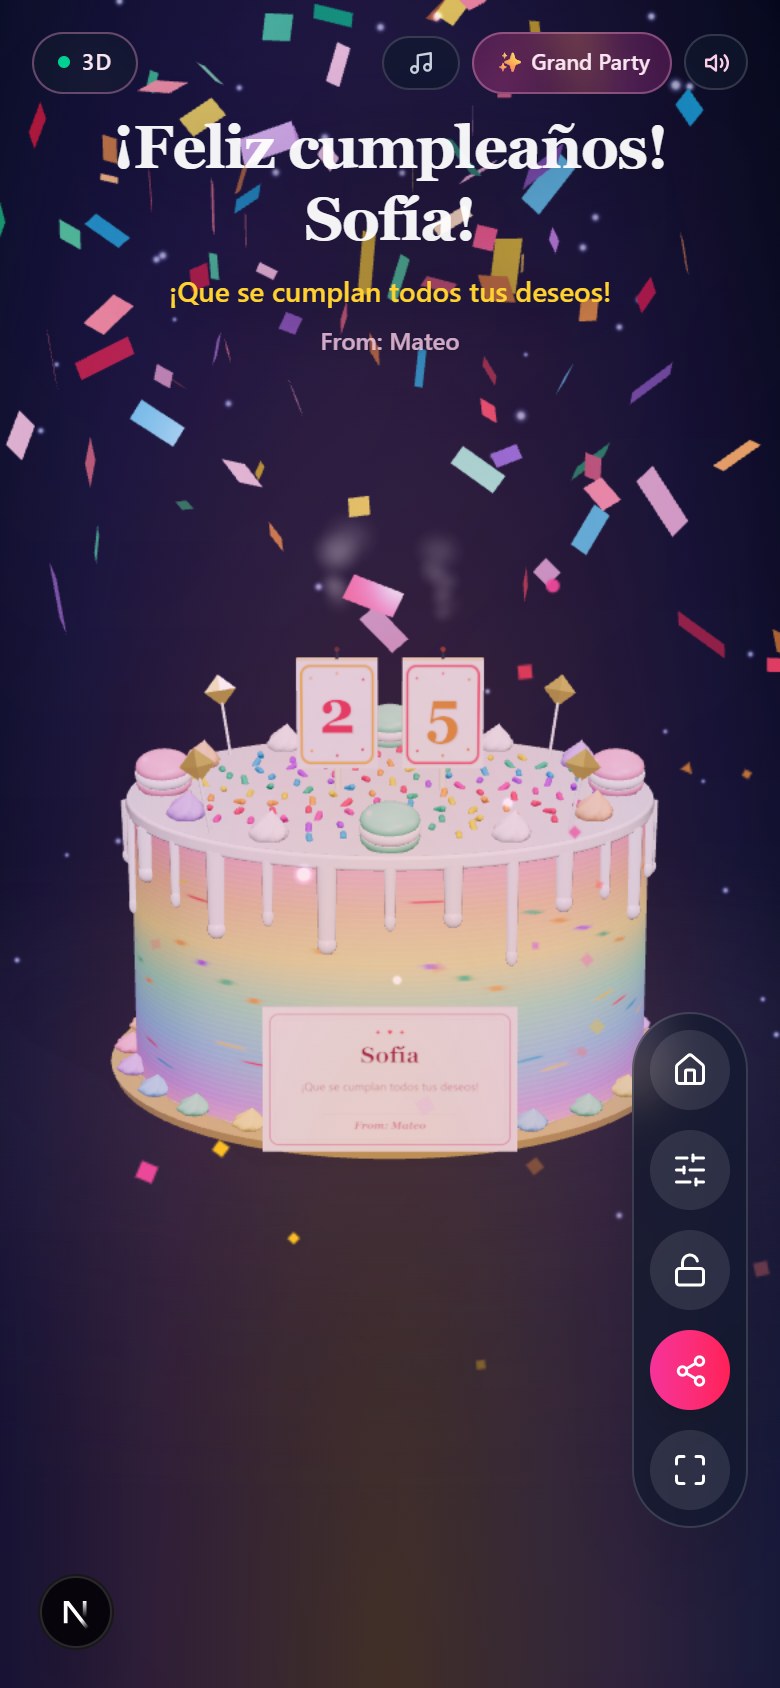 3D
Grand Party
¡Feliz cumpleaños!
Sofía!
¡Que se cumplan todos tus deseos!
From: Mateo
2 5
Sofía
¡Que se cumplan todos tus deseos!
From: Mateo
N